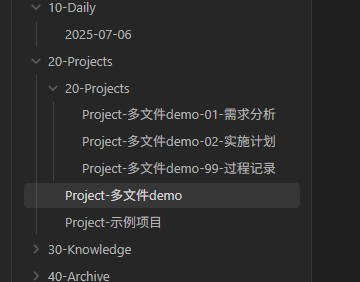 10-Daily
2025-07-06
20-Projects
20-Projects
Project-多文件demo-01-需求分析
Project-多文件demo-02-实施计划
Project-多文件demo-99-过程记录
Project-多文件demo
Project-示例项目
30-Knowledge
40-Archive